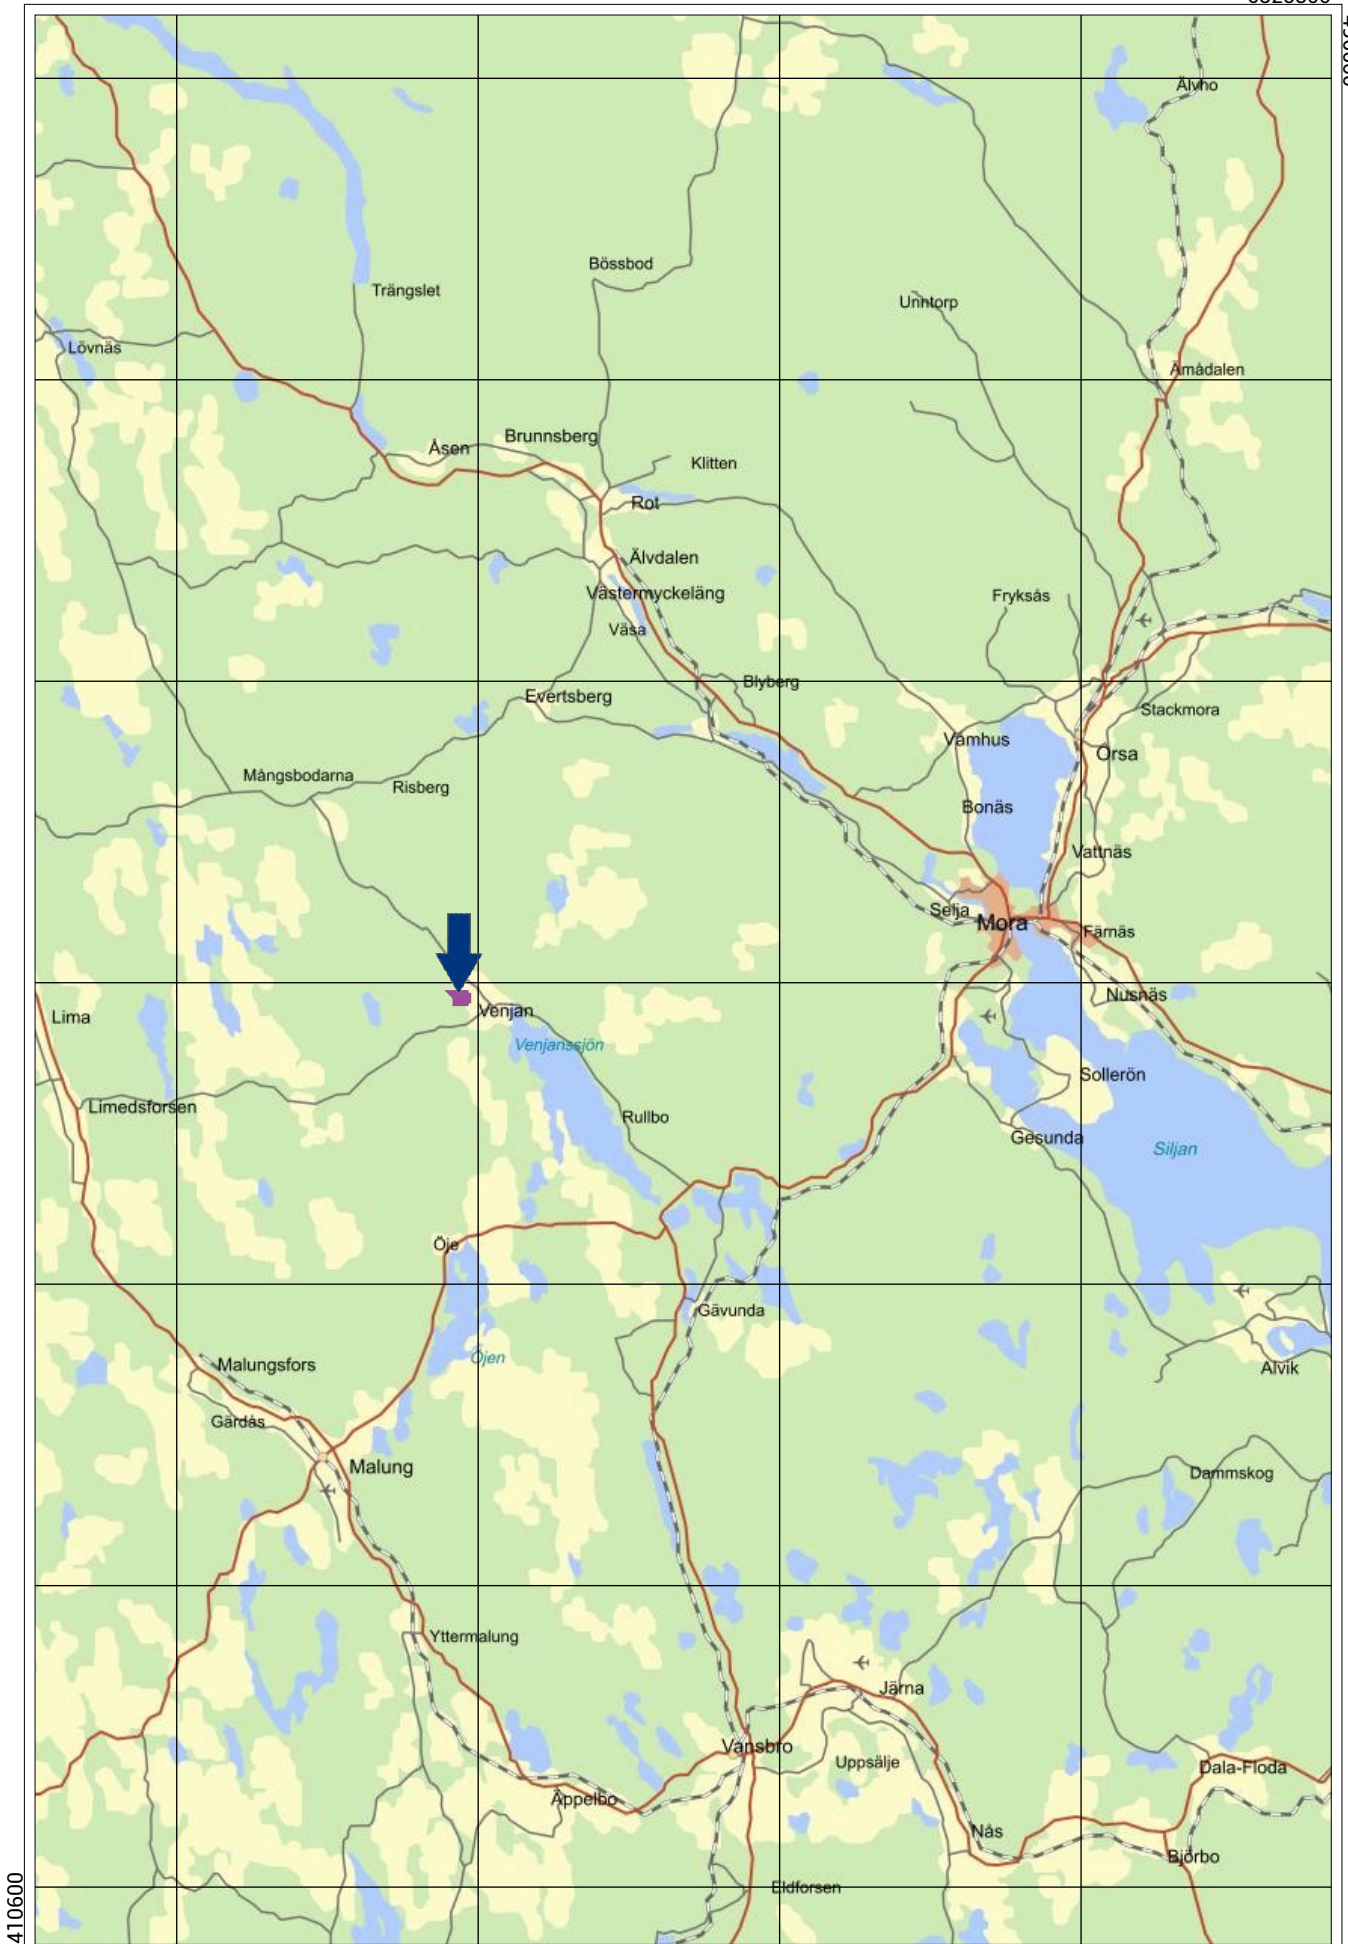 Älvho
Bössbod
Trängslet
Unntorp
Lövnäs
Åmådalen
Brunnsberg
Åsen
Klitten
Rot
Älvdalen
Västermyckeläng
Fryksås
Väsa
Blyberg
Evertsberg
Stackmora
Våmhus
Orsa
Mångsbodarna
Risberg
Bonäs
Vattnäs
Selja
Mora
Färnäs
Nusnäs
Venjan
Lima
Venjanssjön
Sollerön
Limedsforsen
Rullbo
Gesunda
Siljan
Öje
Gävunda
Öjen
Malungsfors
Alvik
Gärdås
Malung
Dammskog
Yttermalung
Järna
Vansbro
Uppsälje
Dala-Floda
Äppelbo
Nås
Björbo
Eldforsen
410600